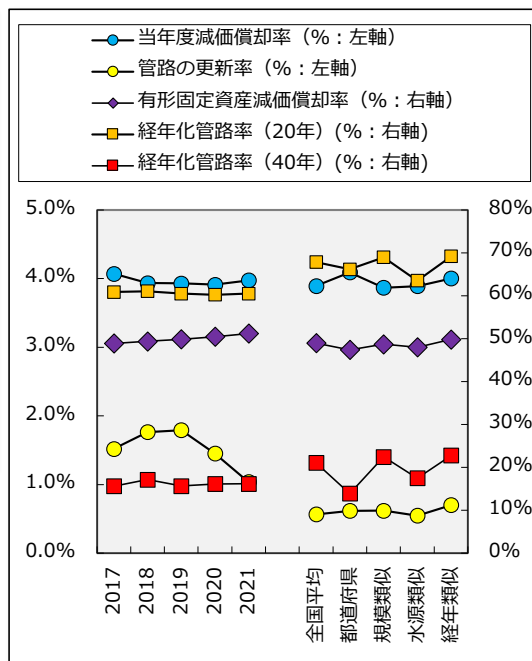 当年度減価償却率（%：左軸）
管路の更新率（%：左軸）
有形固定資産減価償却率（%：右軸）
経年化管路率（20年）(%：右軸)
経年化管路率（40年）(%：右軸)
5.0%
4.0%
3.0%
2.0%
1.0%
0.0%
80%
70%
60%
50%
40%
30%
20%
10%
0%
2017
2018
2019
2020
2021
全国平均
都道府県
規模類似
水源類似
経年類似